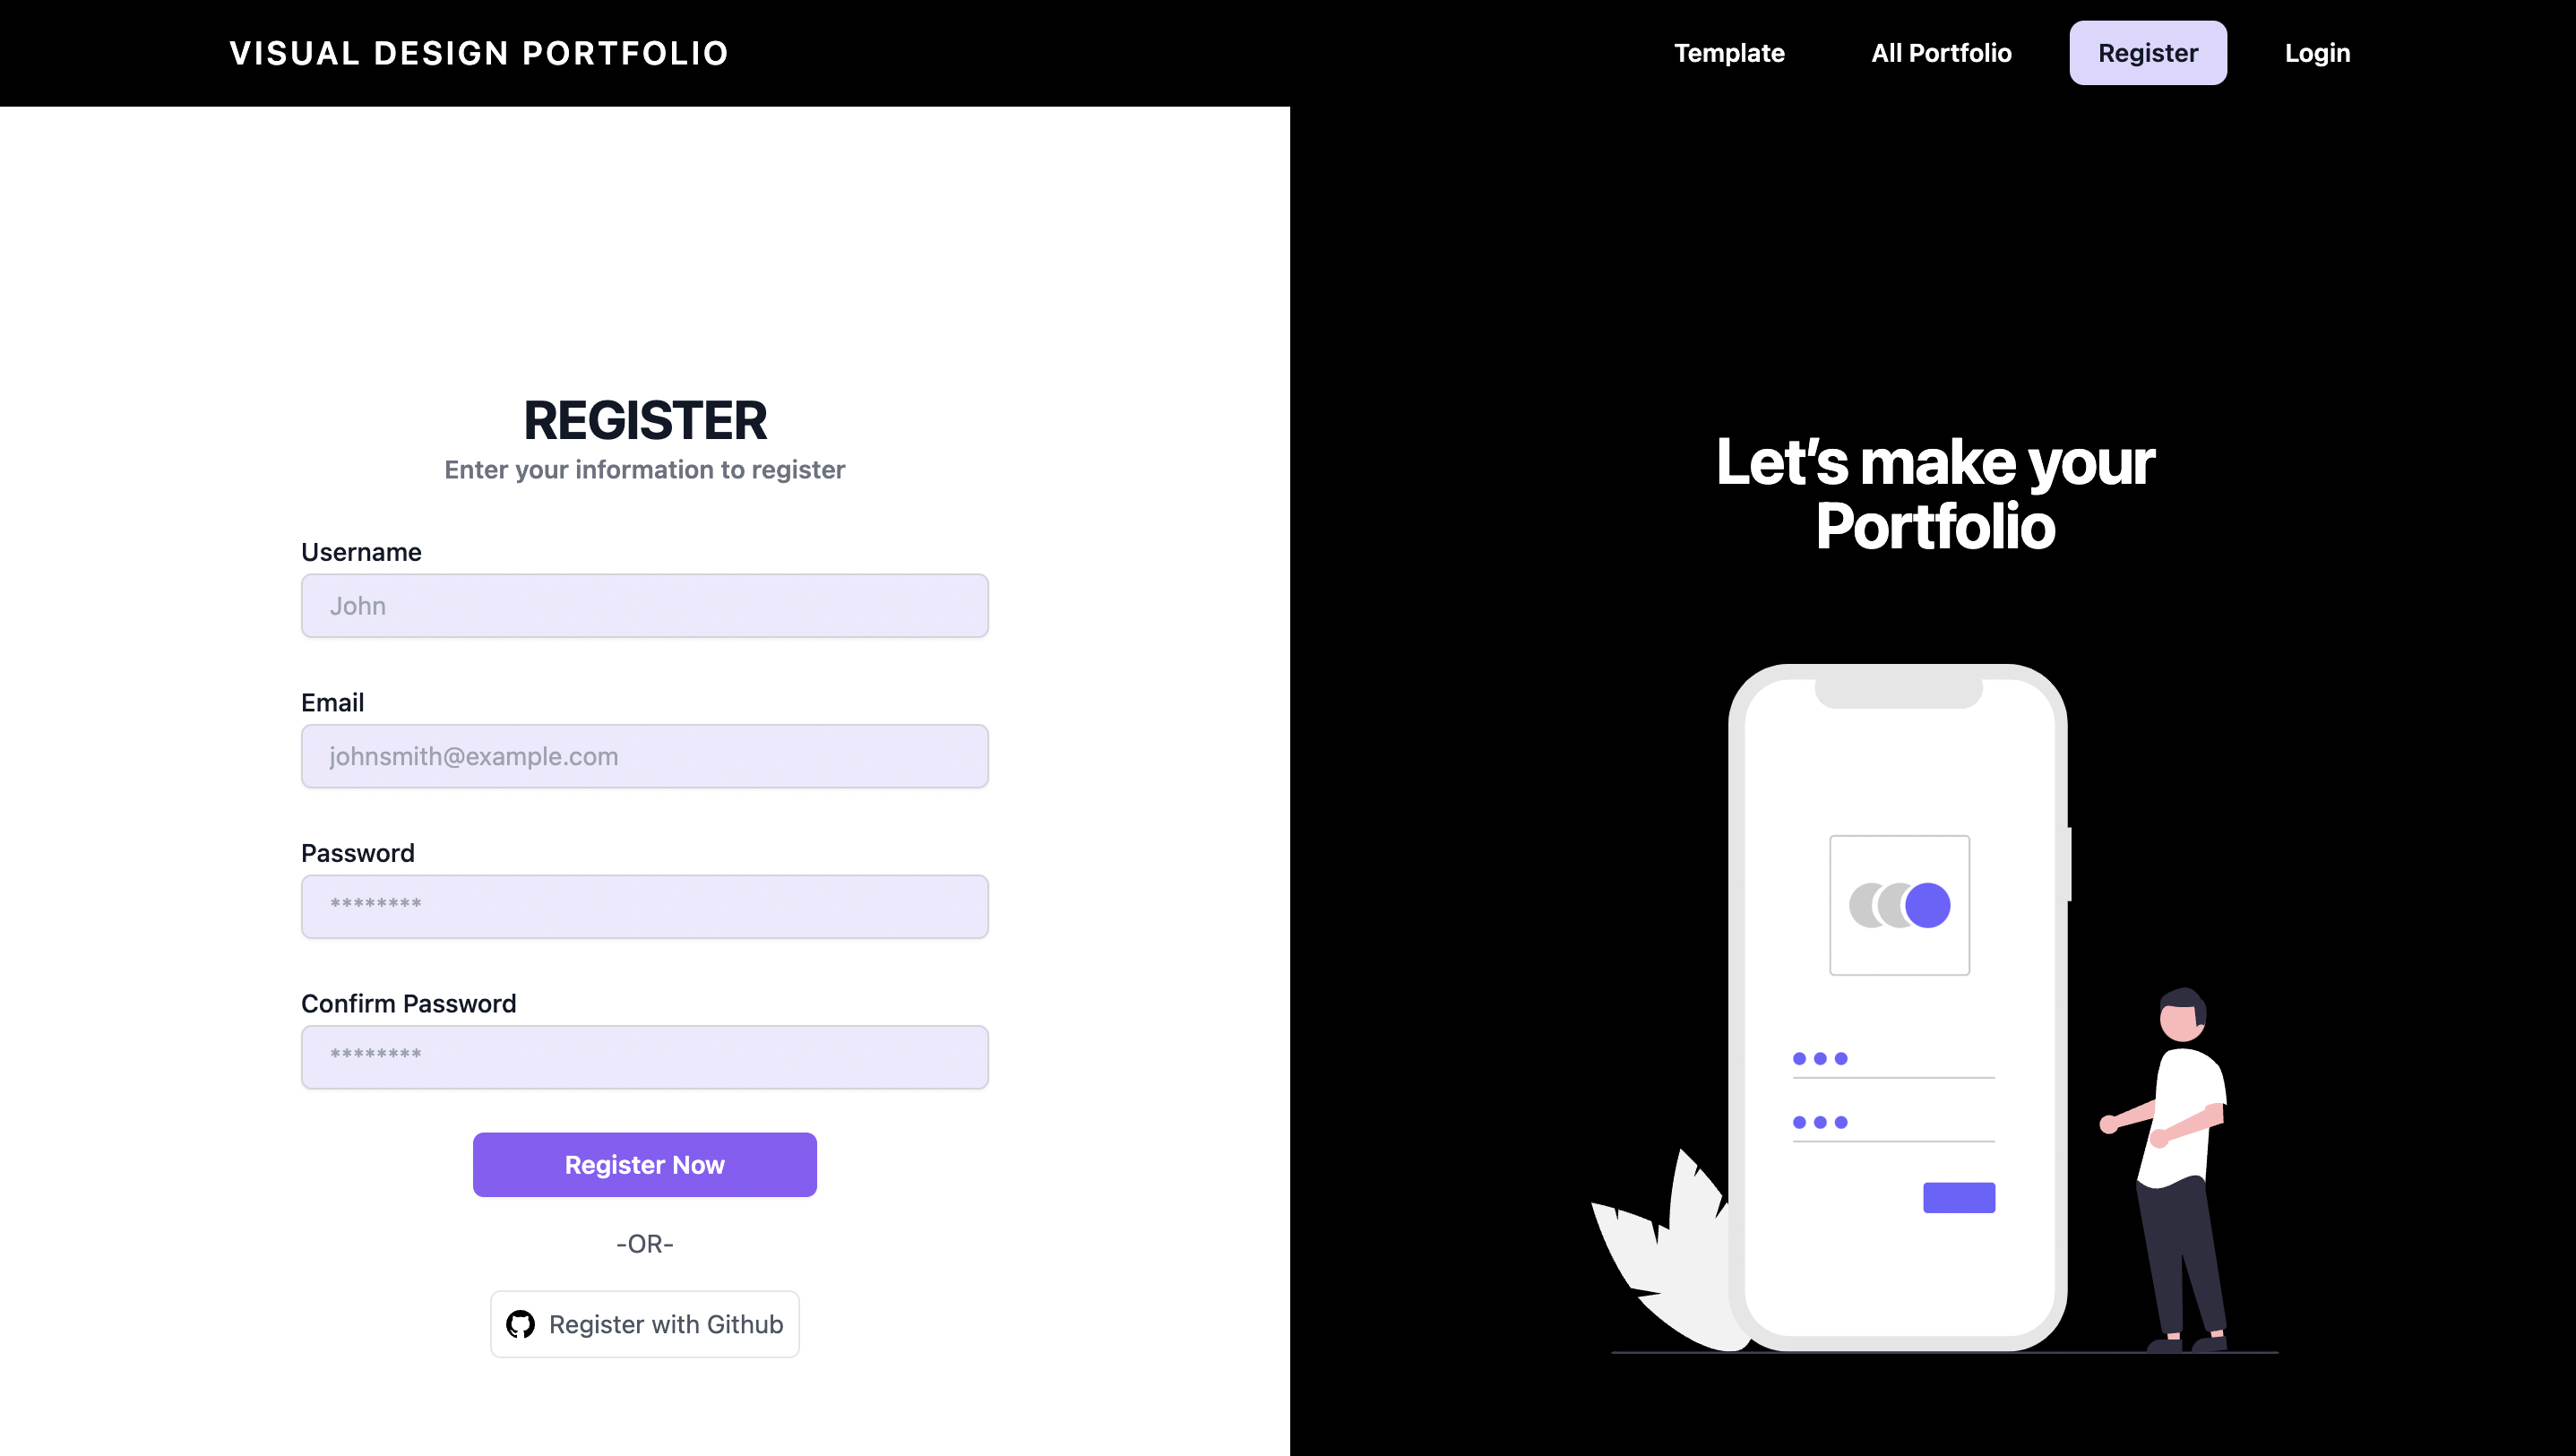 VISUAL DESIGN PORTFOLIO
Template
All Portfolio
Register
Login
REGISTER
Enter your information to register
Username
John
Email
johnsmith@example.com
Password
********
Confirm Password
********
Register Now
-OR-
Register with Github
Let's make your
Portfolio